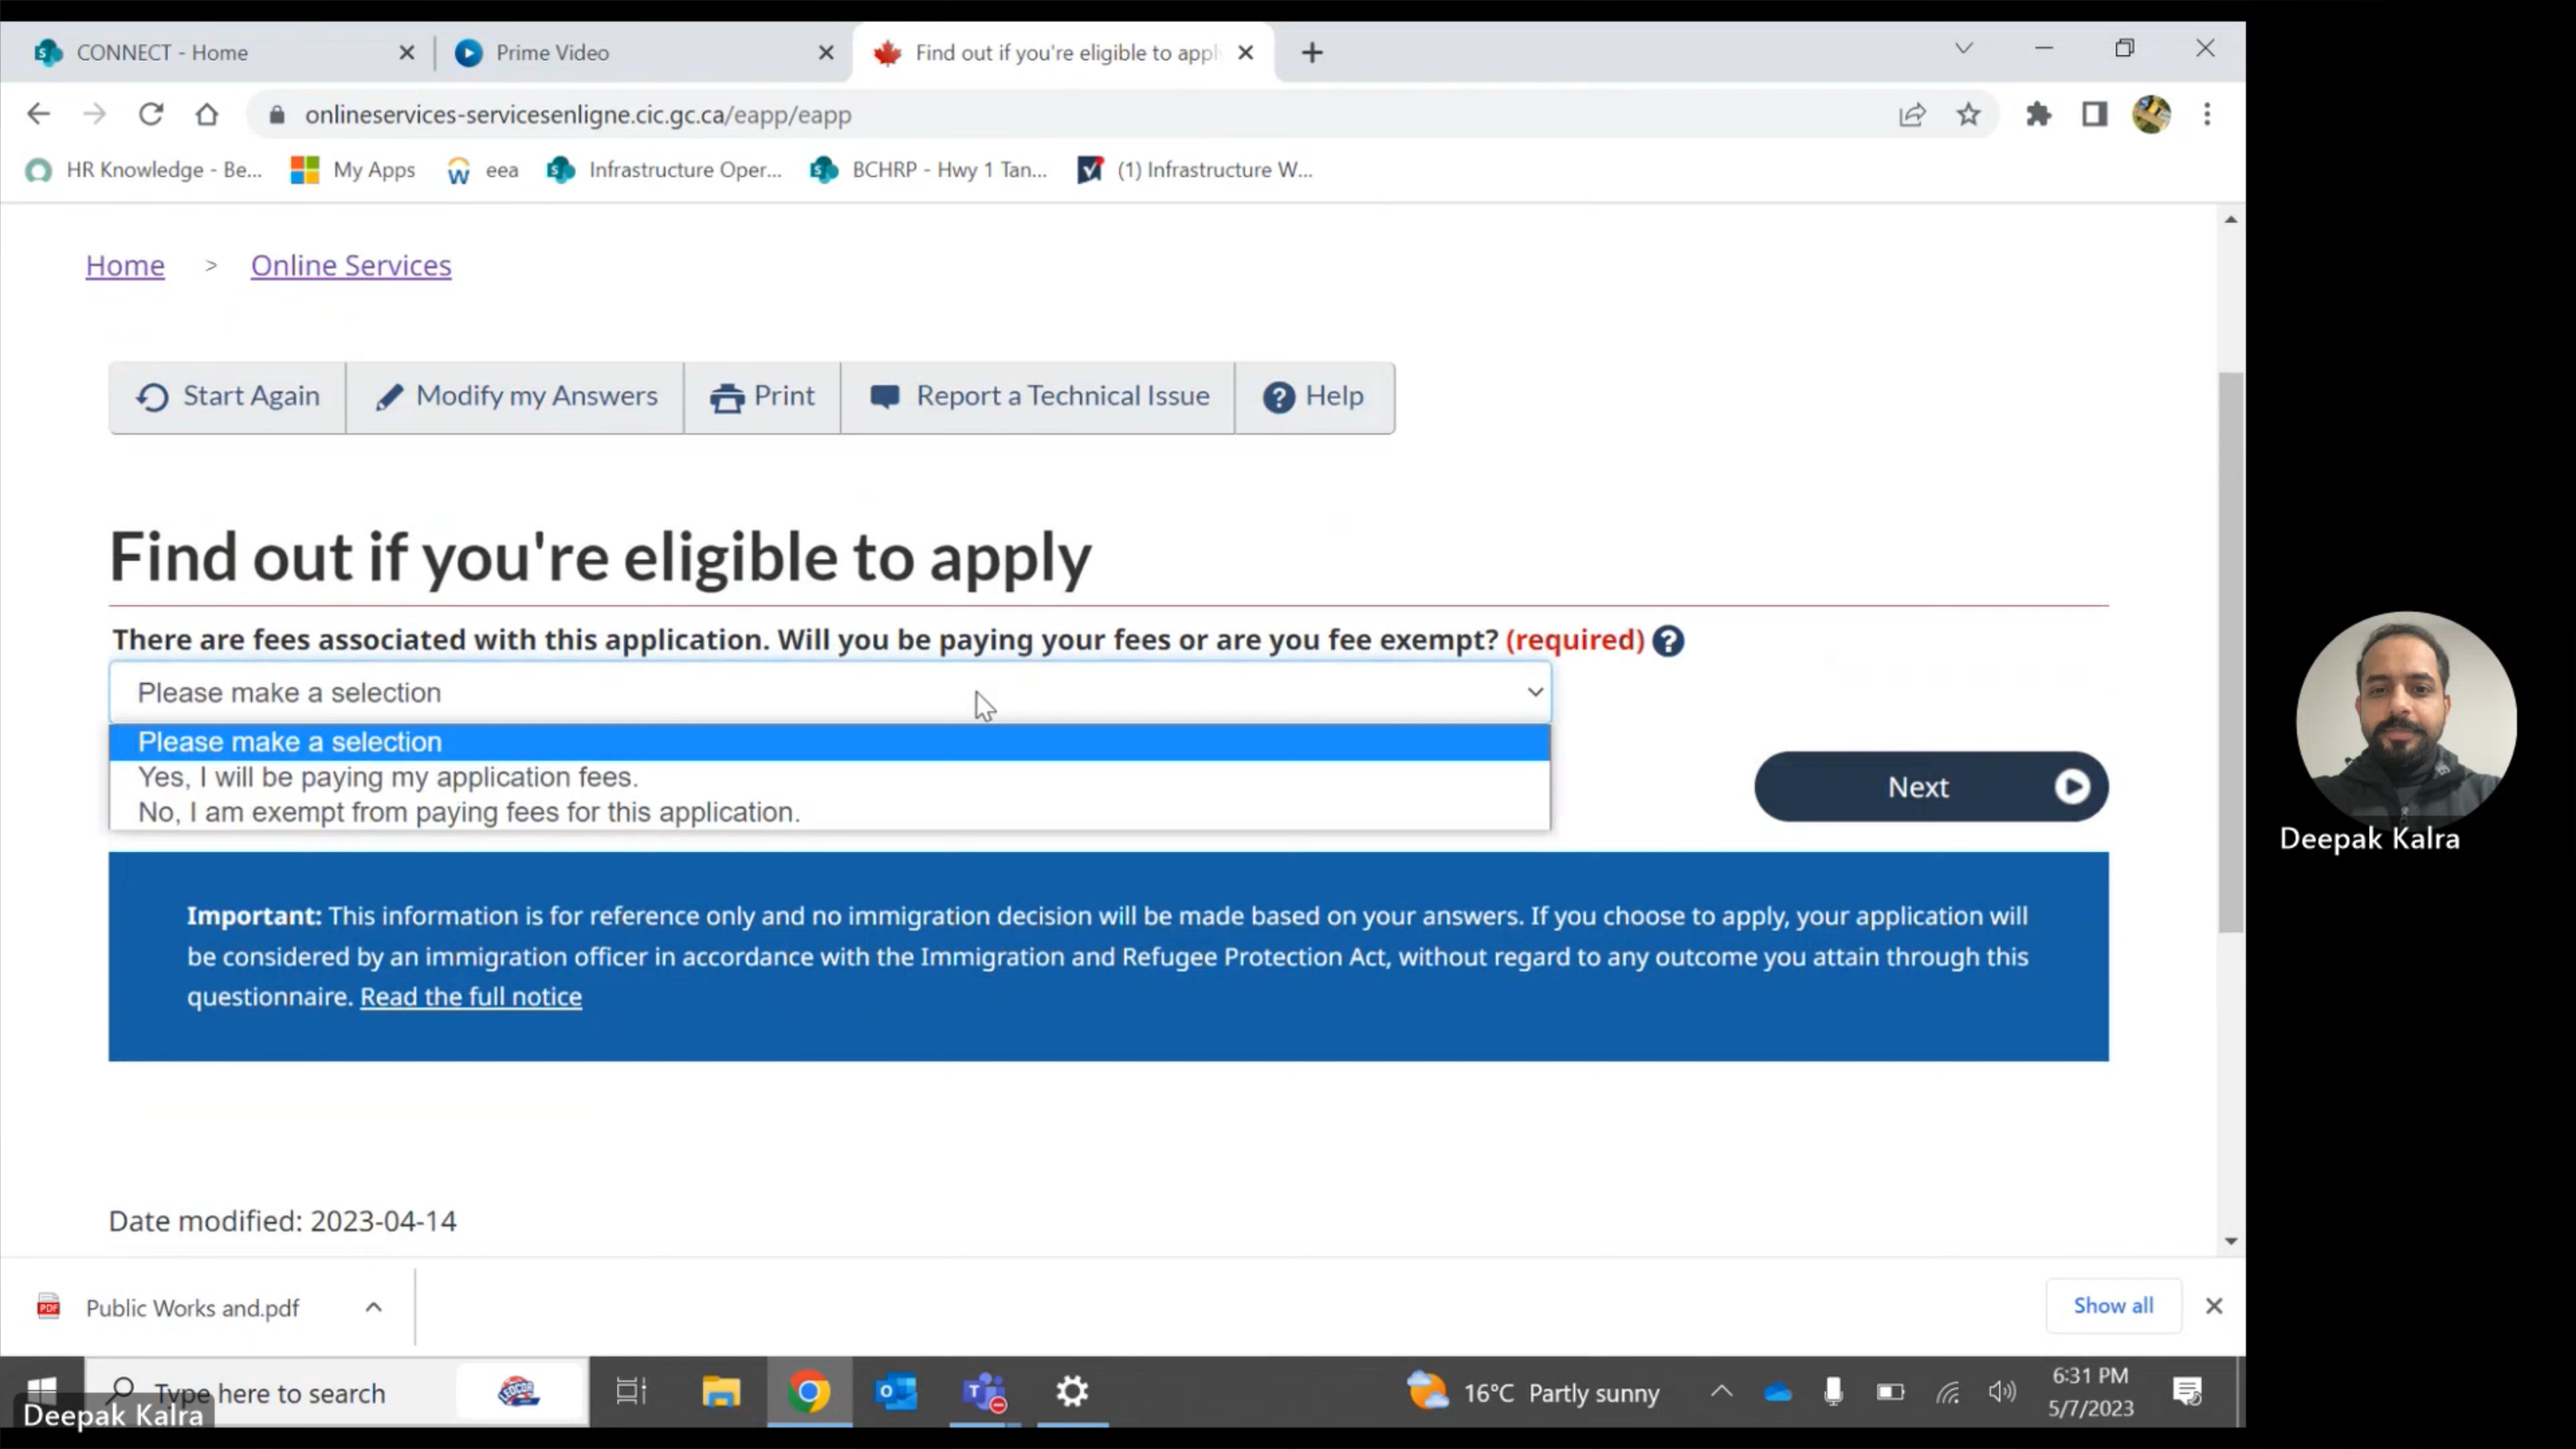 CONNECT - Home
Prime Video
Find out if you're eligible to appl
onlineservices-servicesenligne.cic.gc.ca/eapp/eapp
HR Knowledge - Be...
My Apps
eea
Infrastructure Oper...
BCHRP - Hwy 1 Tan...
(1) Infrastructure W...
Home > Online Services
Start Again
Modify my Answers
Print
Report a Technical Issue
Help
Find out if you're eligible to apply
There are fees associated with this application. Will you be paying your fees or are you fee exempt? (required)
Please make a selection
Please make a selection
Yes, I will be paying my application fees.
No, I am exempt from paying fees for this application.
Next
Deepak Kalra
Important: This information is for reference only and no immigration decision will be made based on your answers. If you choose to apply, your application will
be considered by an immigration officer in accordance with the Immigration and Refugee Protection Act, without regard to any outcome you attain through this
questionnaire. Read the full notice
Date modified: 2023-04-14
PDF
Public Works and.pdf
Show all
Type here to search
LEDCOR
16°C Partly sunny
6:31 PM
5/7/2023
Deepak Kalra